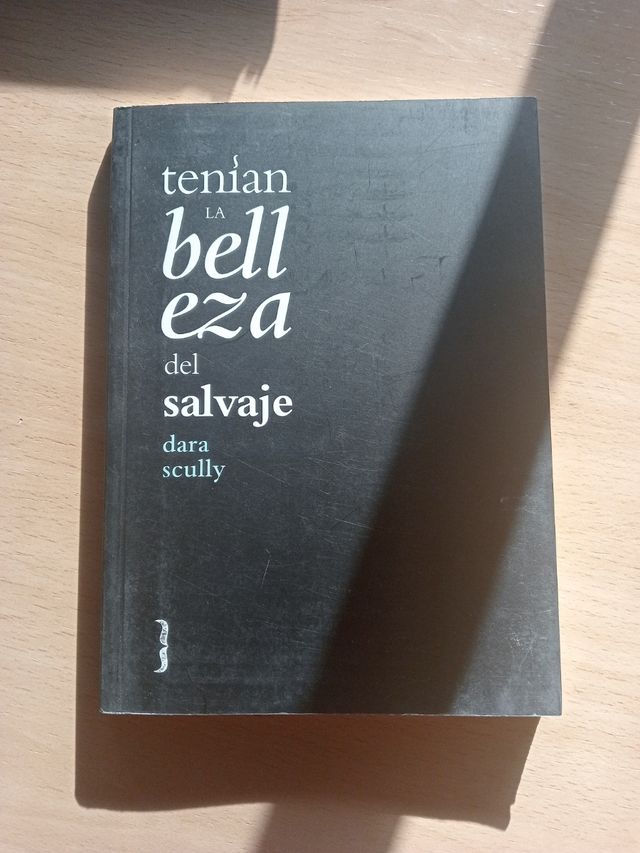 tenían
LA
bell
eza
del
salvaje
dara
scully